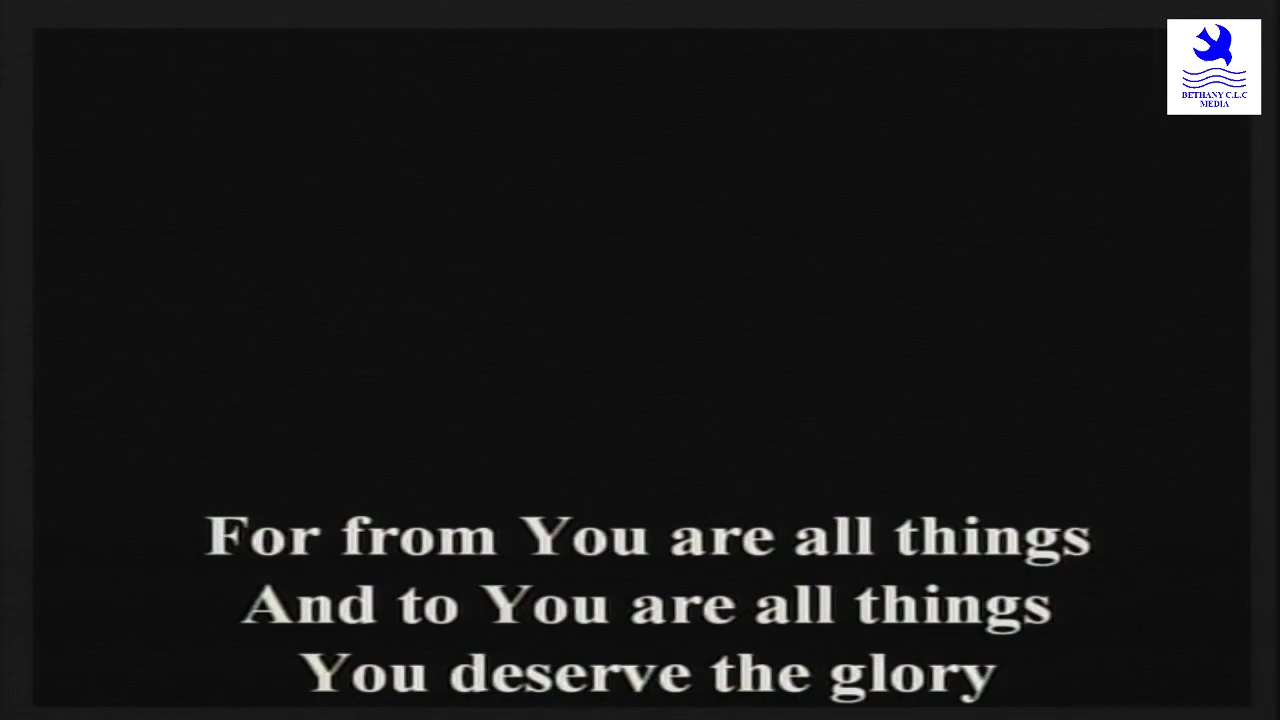 BETHANY C.L.C
MEDIA
For from You are all things
And to You are all things
You deserve the glory